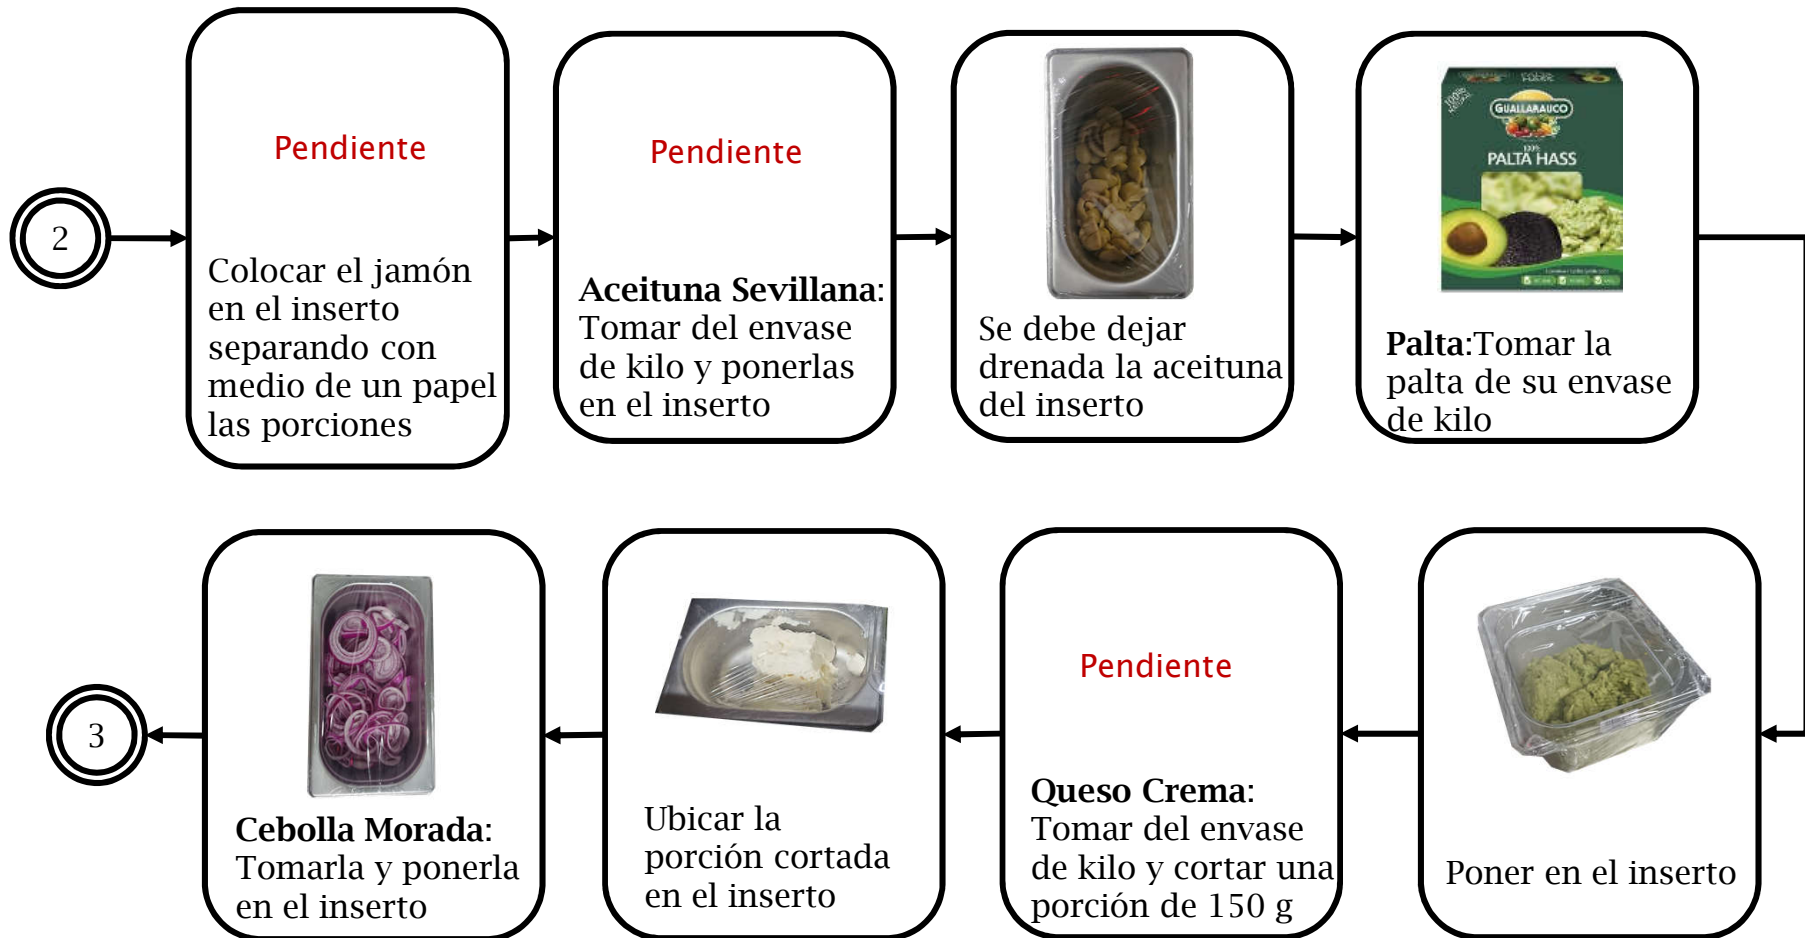 2
Pendiente
Colocar el jamón
en el inserto
separando con
medio de un papel
las porciones
Pendiente
Aceituna Sevillana:
Tomar del envase
de kilo y ponerlas
en el inserto
Se debe dejar
drenada la aceituna
del inserto
100%
GUALLARAUCO
100%
PALTA HASS
Palta:Tomar la
palta de su envase
de kilo
Poner en el inserto
Pendiente
Queso Crema:
Tomar del envase
de kilo y cortar una
porción de 150 g
Ubicar la
porción cortada
en el inserto
Cebolla Morada:
Tomarla y ponerla
en el inserto
3